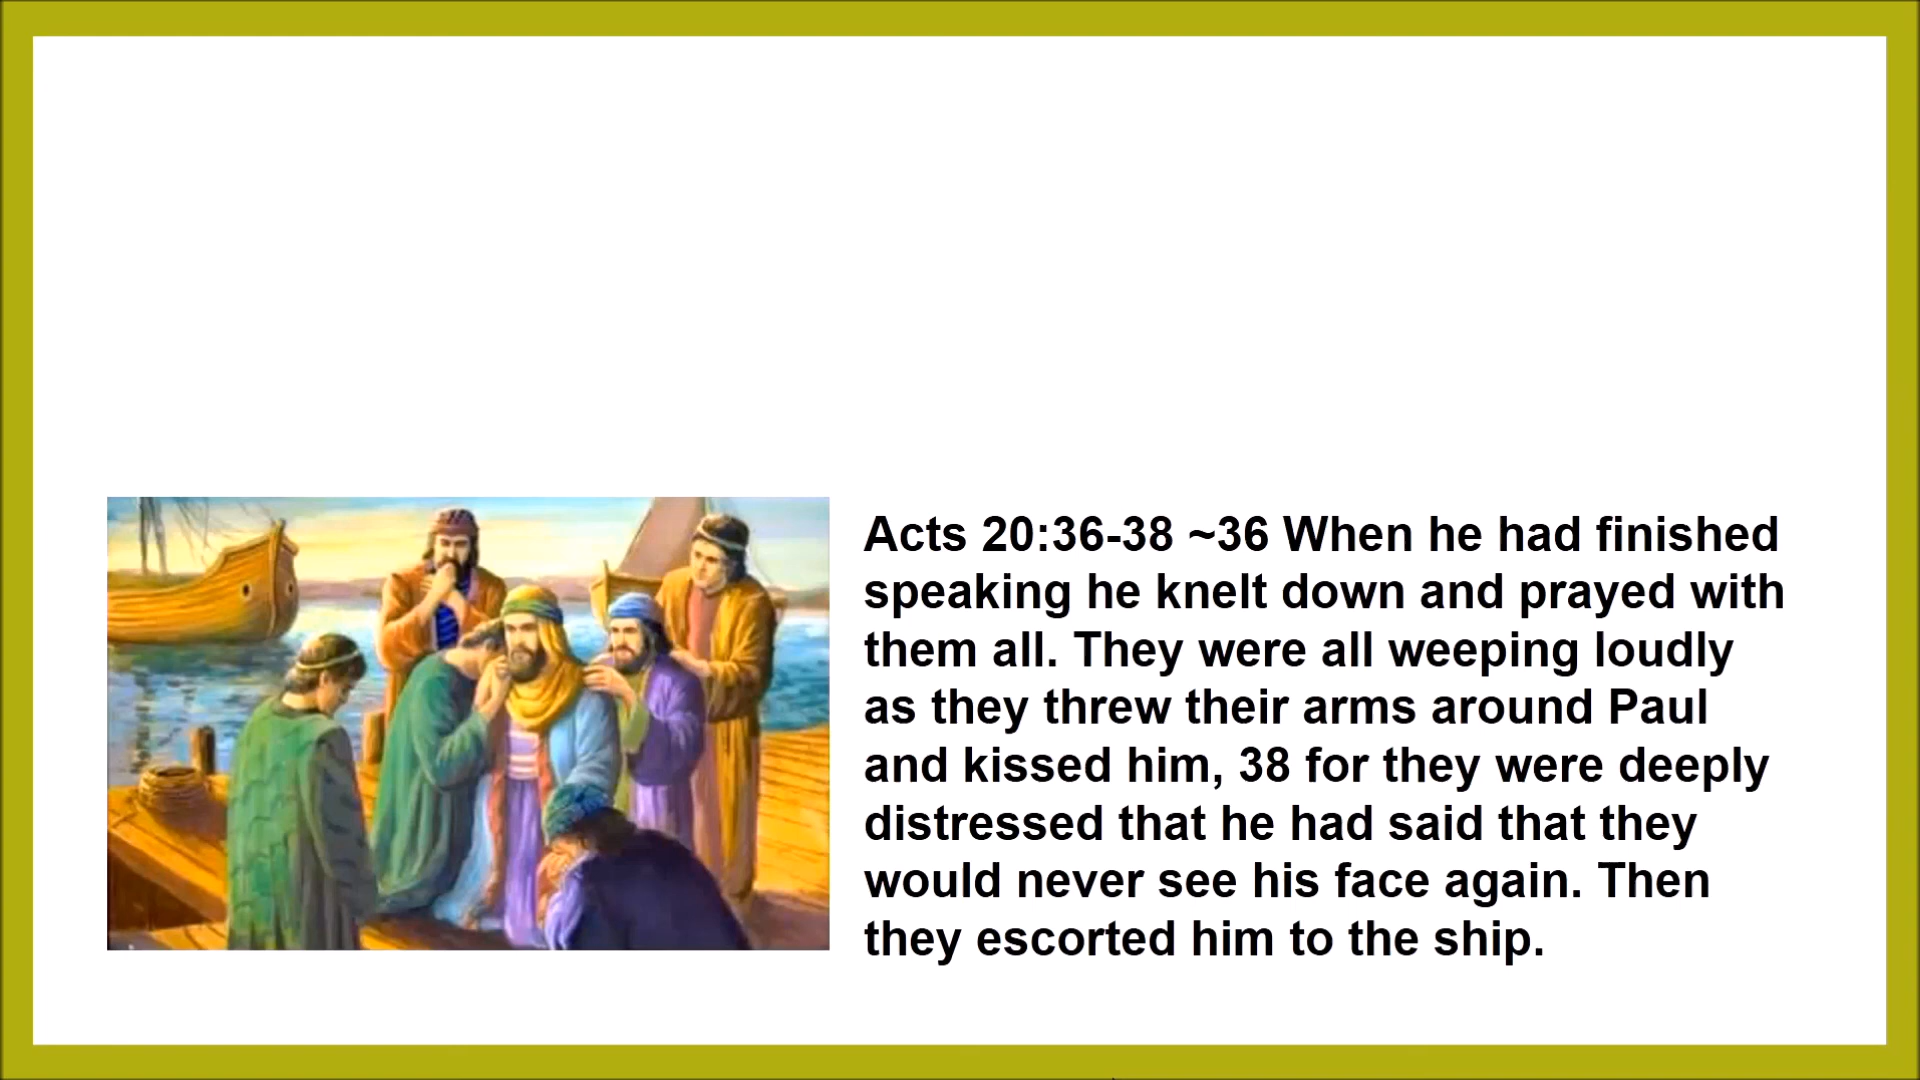 Acts 20:36-38 ~36 When he had finished
speaking he knelt down and prayed with
them all. They were all weeping loudly
as they threw their arms around Paul
and kissed him, 38 for they were deeply
distressed that he had said that they
would never see his face again. Then
they escorted him to the ship.